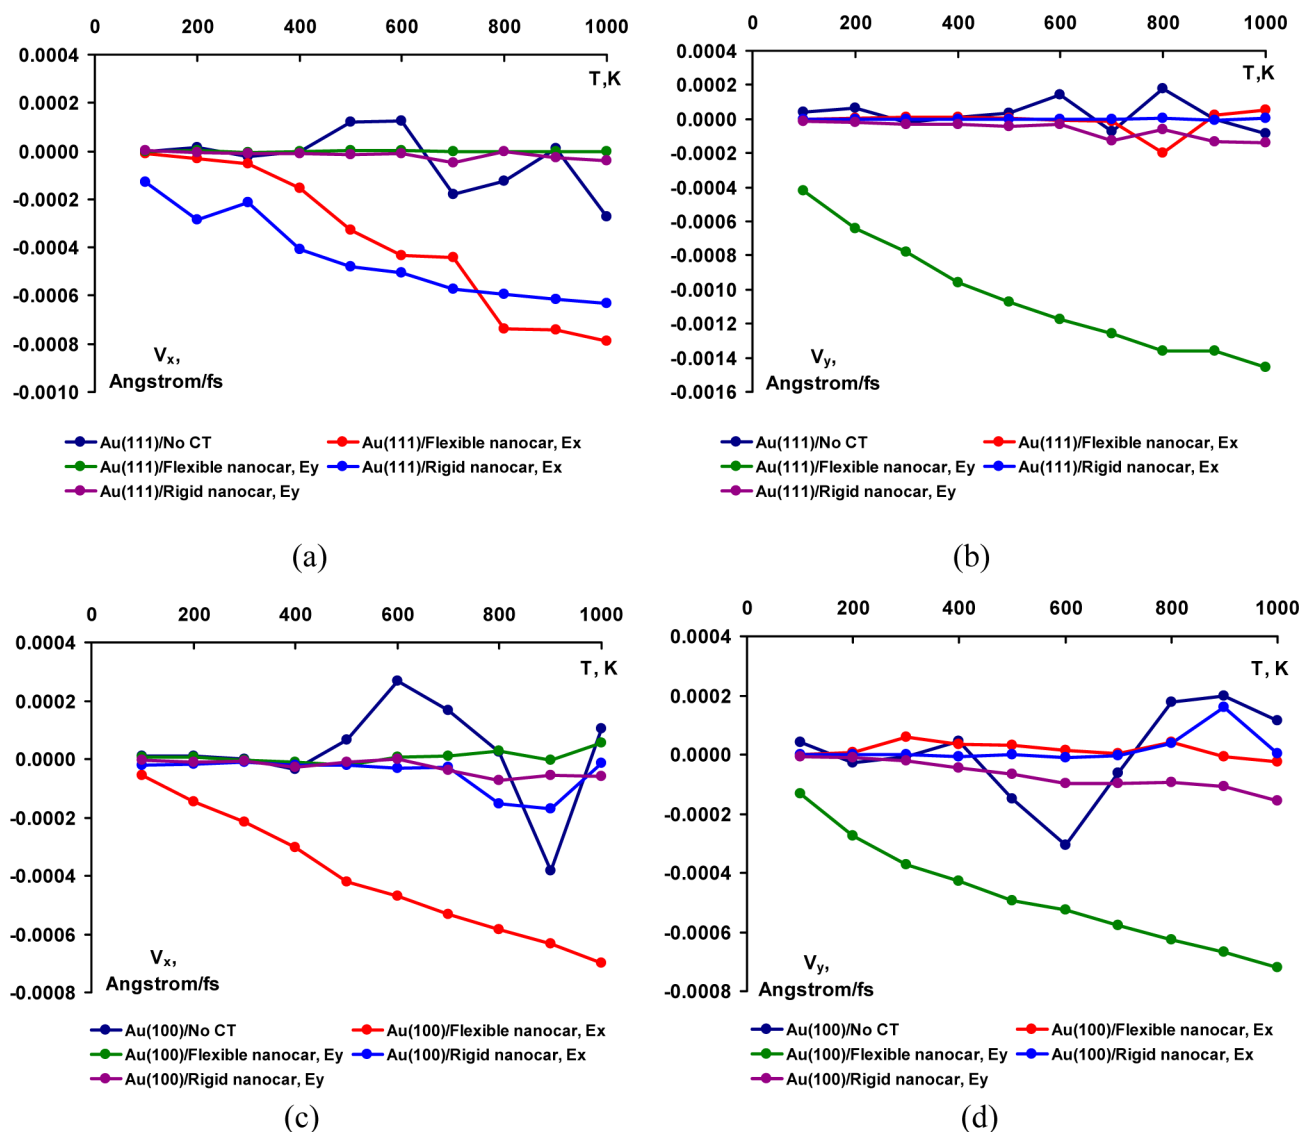 0 200 400 600 800 1000
T,K
0.0004
0.0002
0.0000
-0.0002
-0.0004
-0.0006
-0.0008
-0.0010
Vx,
Angstrom/fs
Au(111)/No CT
Au(111)/Flexible nanocar, Ex
Au(111)/Flexible nanocar, Ey
Au(111)/Rigid nanocar, Ex
Au(111)/Rigid nanocar, Ey
(a)
0 200 400 600 800 1000
T,K
0.0004
0.0002
0.0000
-0.0002
-0.0004
-0.0006
-0.0008
-0.0010
-0.0012
-0.0014
-0.0016
Vy,
Angstrom/fs
Au(111)/No CT
Au(111)/Flexible nanocar, Ex
Au(111)/Flexible nanocar, Ey
Au(111)/Rigid nanocar, Ex
Au(111)/Rigid nanocar, Ey
(b)
0 200 400 600 800 1000
T, K
0.0004
0.0002
0.0000
-0.0002
-0.0004
-0.0006
-0.0008
Vx,
Angstrom/fs
Au(100)/No CT
Au(100)/Flexible nanocar, Ex
Au(100)/Flexible nanocar, Ey
Au(100)/Rigid nanocar, Ex
Au(100)/Rigid nanocar, Ey
(c)
0 200 400 600 800 1000
T, K
0.0004
0.0002
0.0000
-0.0002
-0.0004
-0.0006
-0.0008
Vy,
Angstrom/fs
Au(100)/No CT
Au(100)/Flexible nanocar, Ex
Au(100)/Flexible nanocar, Ey
Au(100)/Rigid nanocar, Ex
Au(100)/Rigid nanocar, Ey
(d)